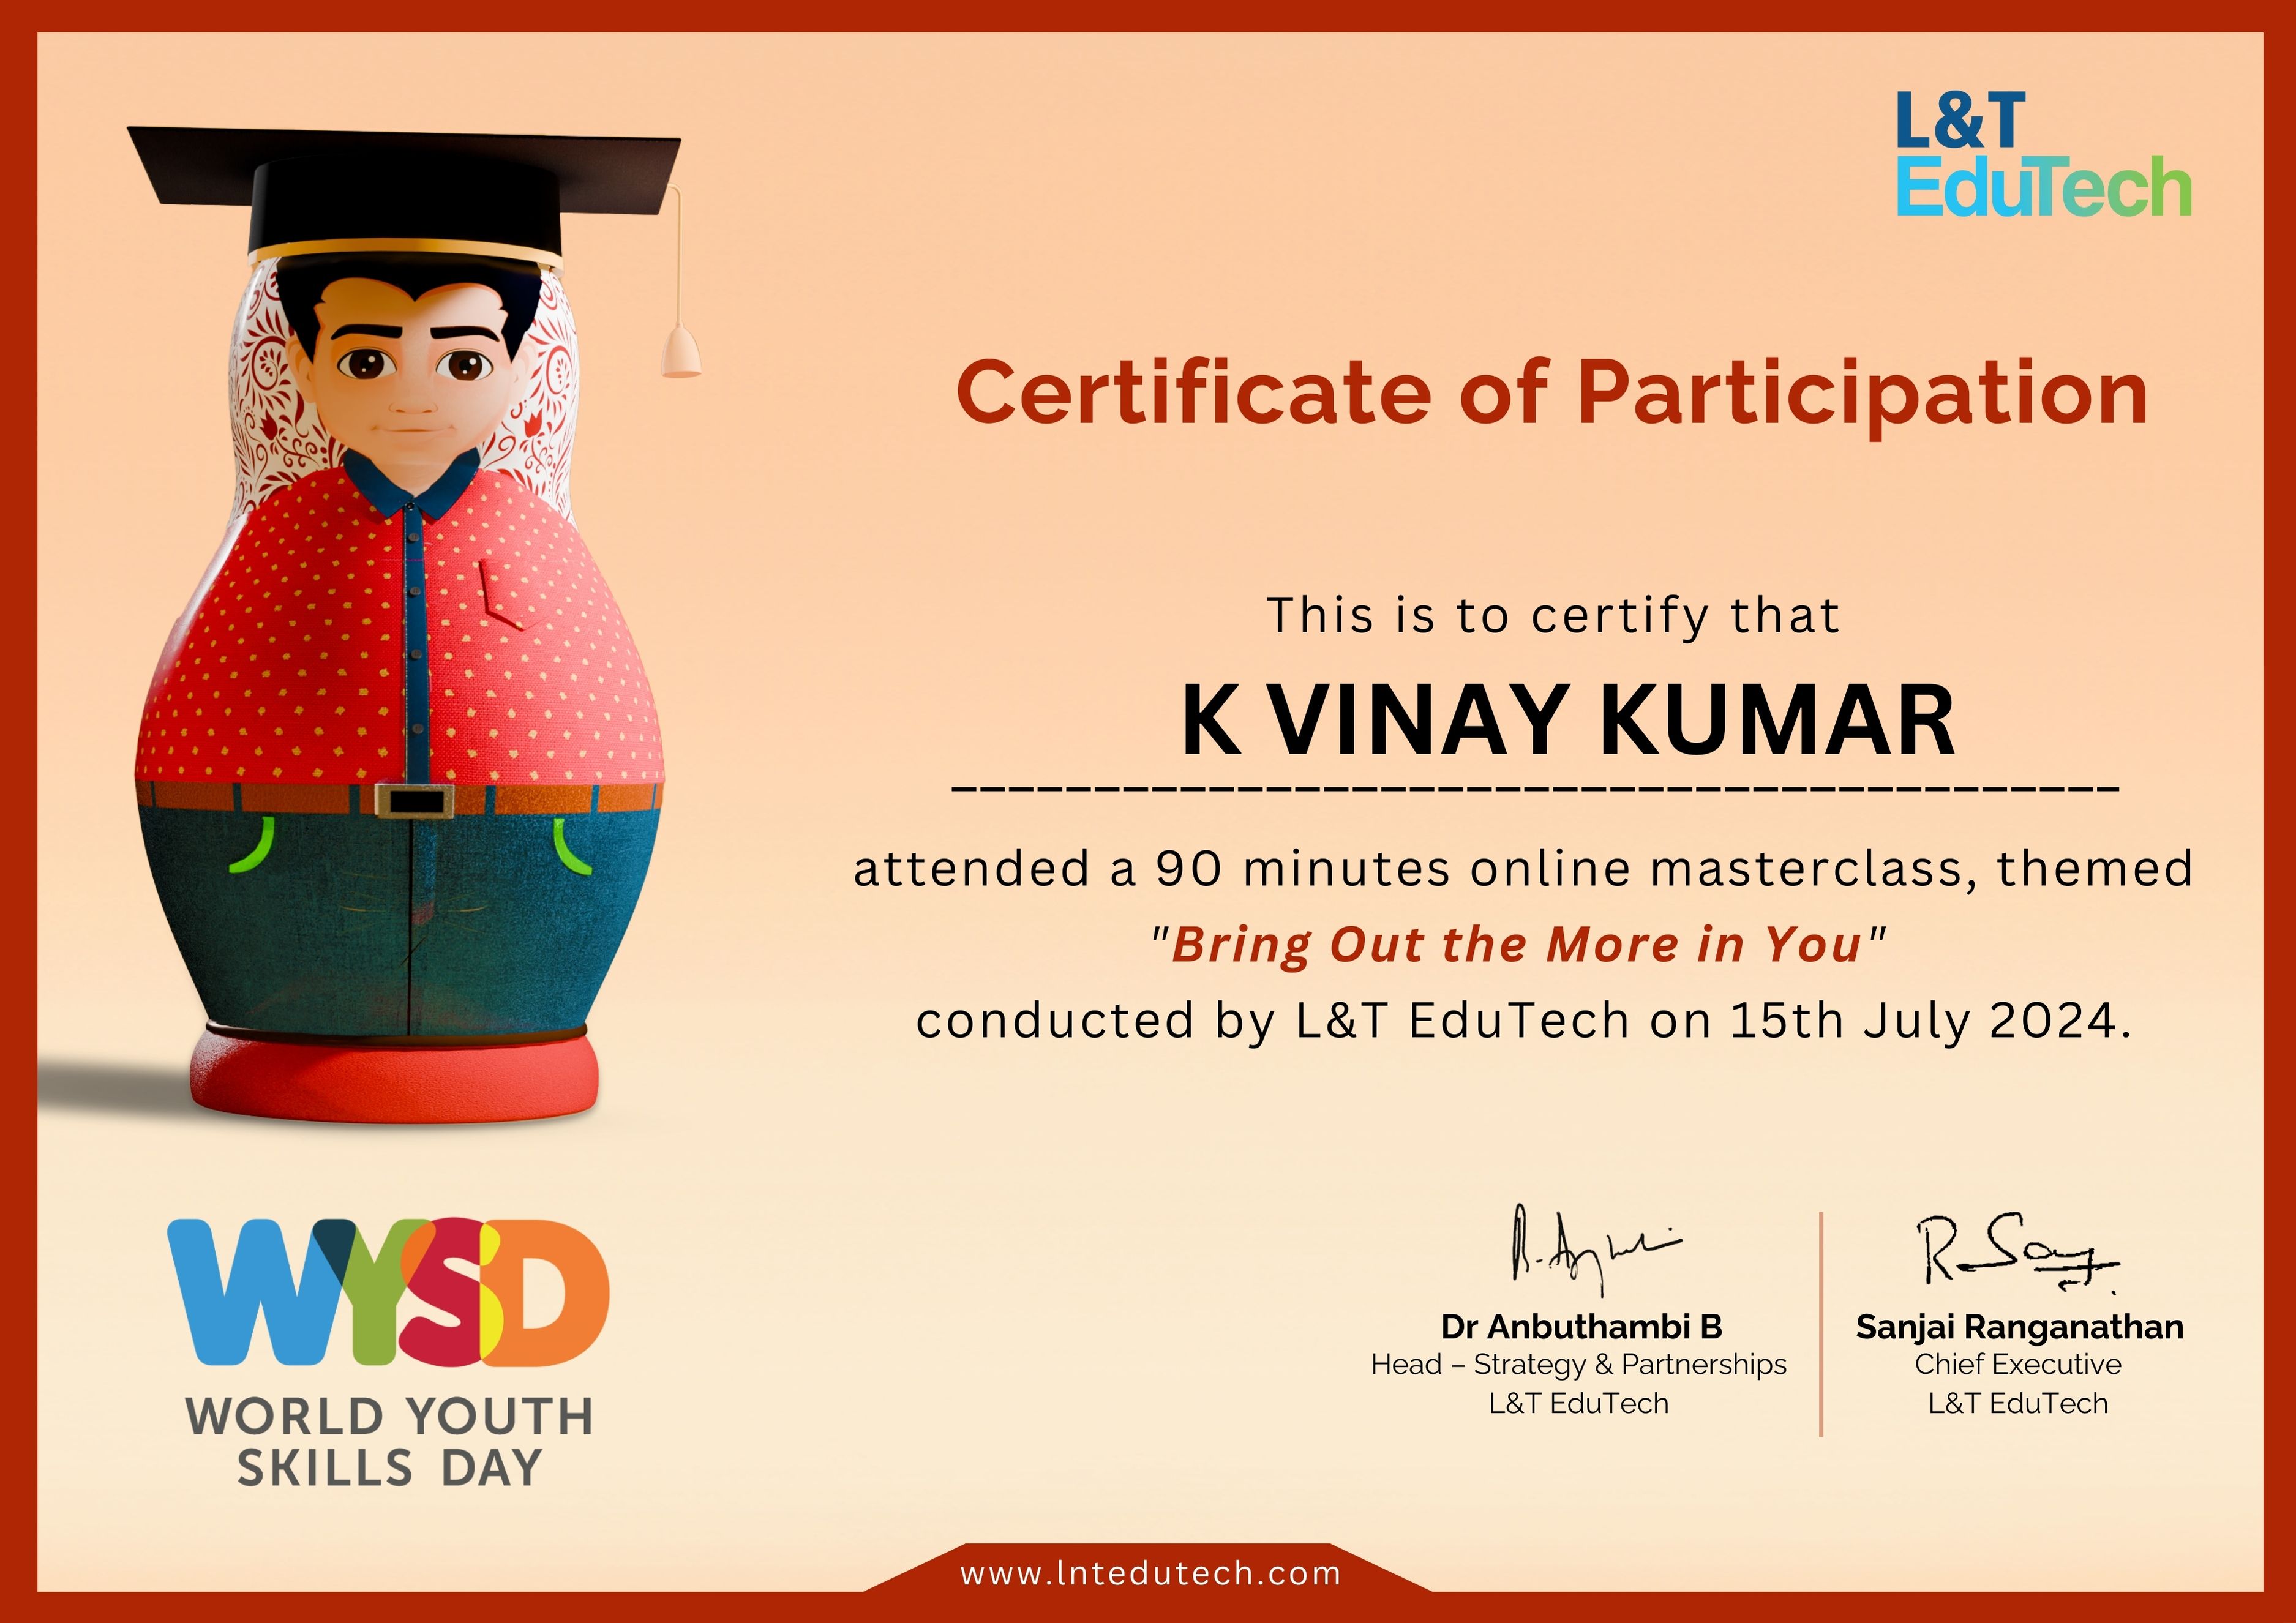 L&T
EduTech
Certificate of Participation
This is to certify that
K VINAY KUMAR
attended a 90 minutes online masterclass, themed
"Bring Out the More in You"
conducted by L&T EduTech on 15th July 2024.
WYSD
WORLD YOUTH
SKILLS DAY
Dr Anbuthambi B
Head – Strategy & Partnerships
L&T EduTech
Sanjai Ranganathan
Chief Executive
L&T EduTech
www.lntedutech.com